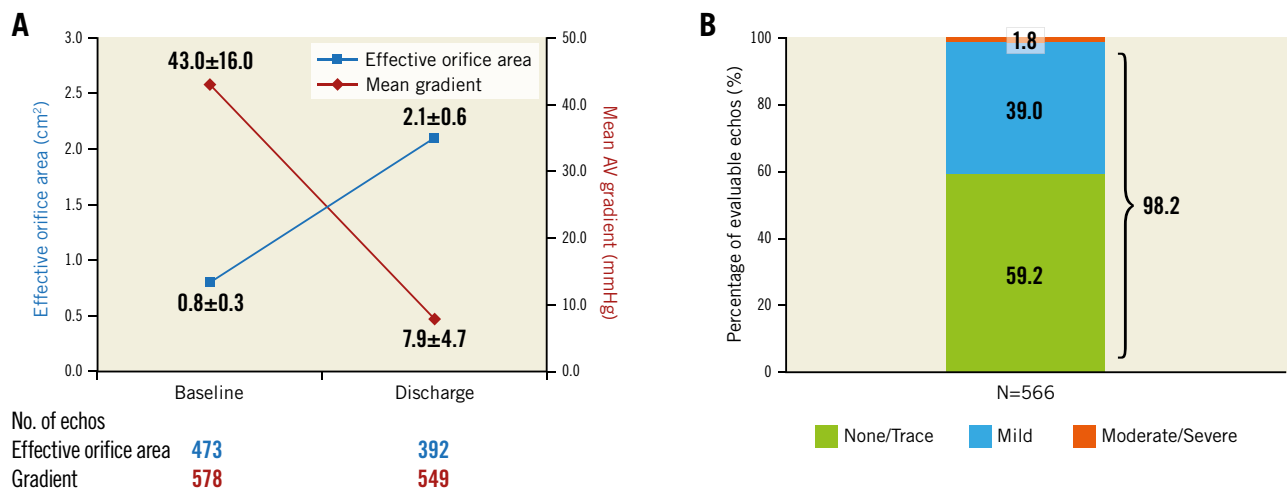 A
Effective orifice area (cm²)
3.0
2.5
2.0
1.5
1.0
0.5
0.0
43.0±16.0
0.8±0.3
2.1±0.6
7.9±4.7
Effective orifice area
Mean gradient
50.0
40.0
30.0
20.0
10.0
0.0
Mean AV gradient (mmHg)
Baseline Discharge
No. of echos
Effective orifice area 473 392
Gradient 578 549
B
Percentage of evaluable echos (%)
100
80
60
40
20
0
1.8
39.0
59.2
98.2
N=566
None/Trace Mild Moderate/Severe